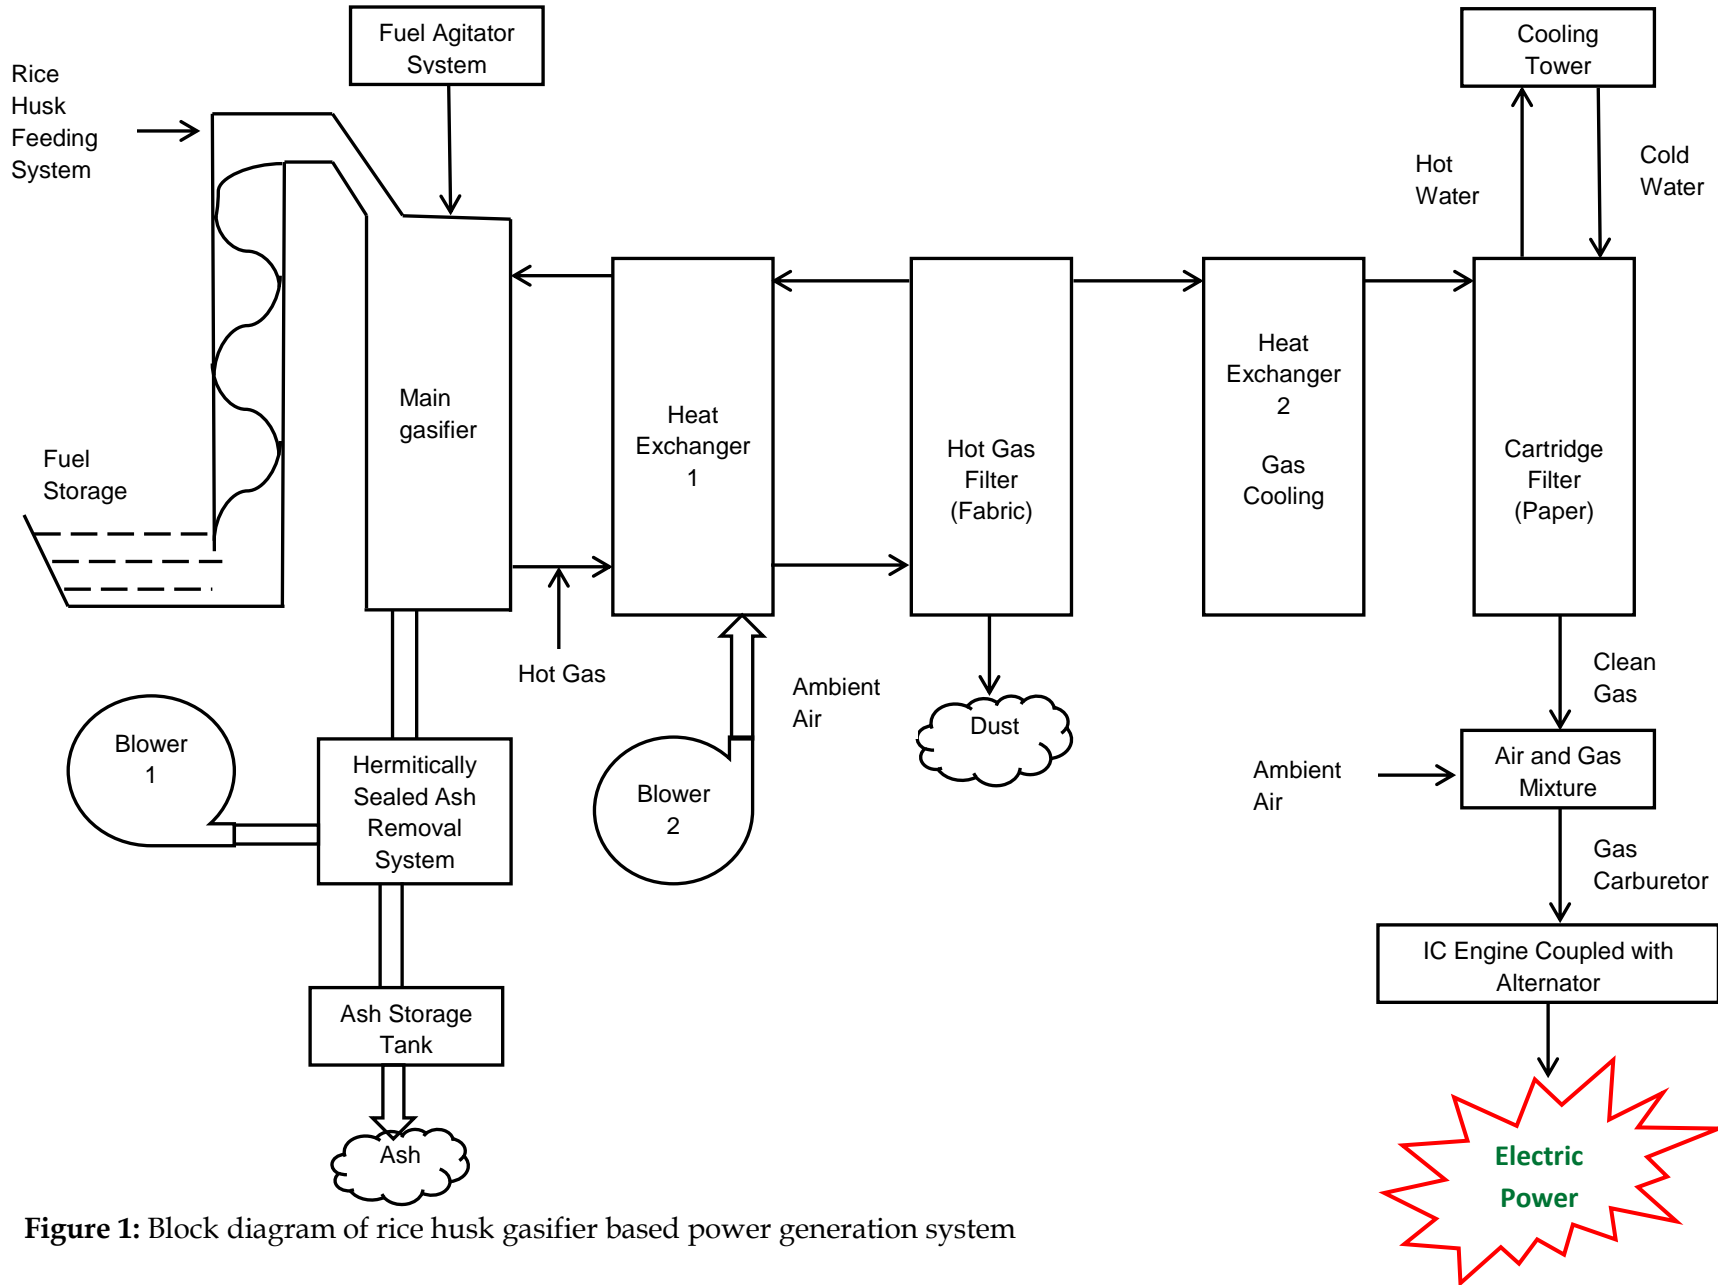 Fuel Agitator
System
Cooling
Tower
Rice
Husk
Feeding
System
Hot
Water
Cold
Water
Main
gasifier
Heat
Exchanger
1
Hot Gas
Filter
(Fabric)
Heat
Exchanger
2
Gas
Cooling
Cartridge
Filter
(Paper)
Fuel
Storage
Hot Gas
Ambient
Air
Clean
Gas
Blower
1
Hermitically
Sealed Ash
Removal
System
Blower
2
Dust
Ambient
Air
Air and Gas
Mixture
Gas
Carburetor
IC Engine Coupled with
Alternator
Ash Storage
Tank
Ash
Electric
Power
Figure 1: Block diagram of rice husk gasifier based power generation system